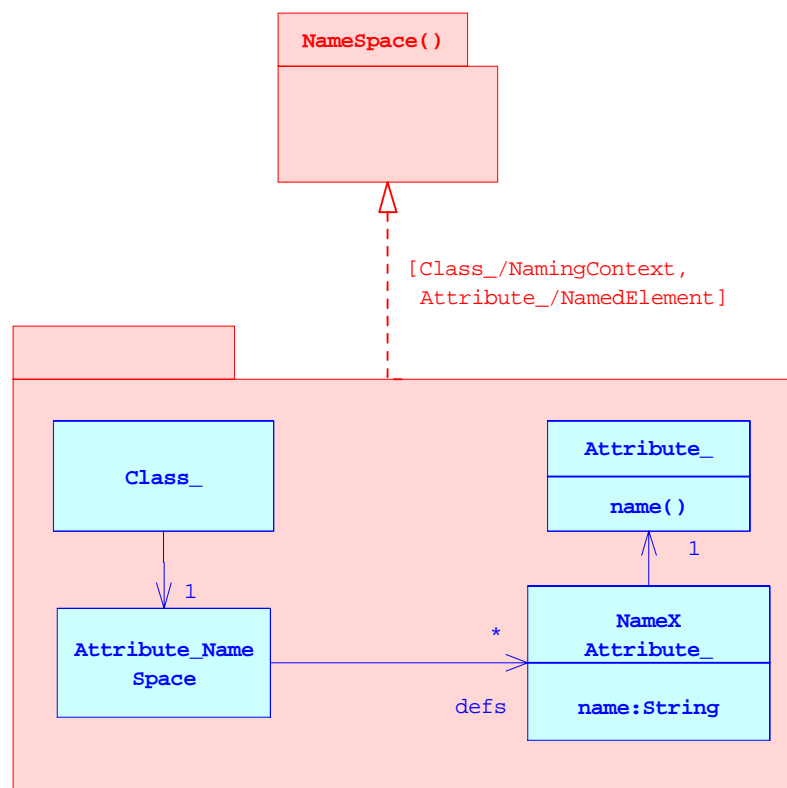 NameSpace()
[Class_/NamingContext,
Attribute_/NamedElement]
Class_
Attribute_
name()
1
1
Attribute_Name
Space
*
defs
NameX
Attribute_
name:String